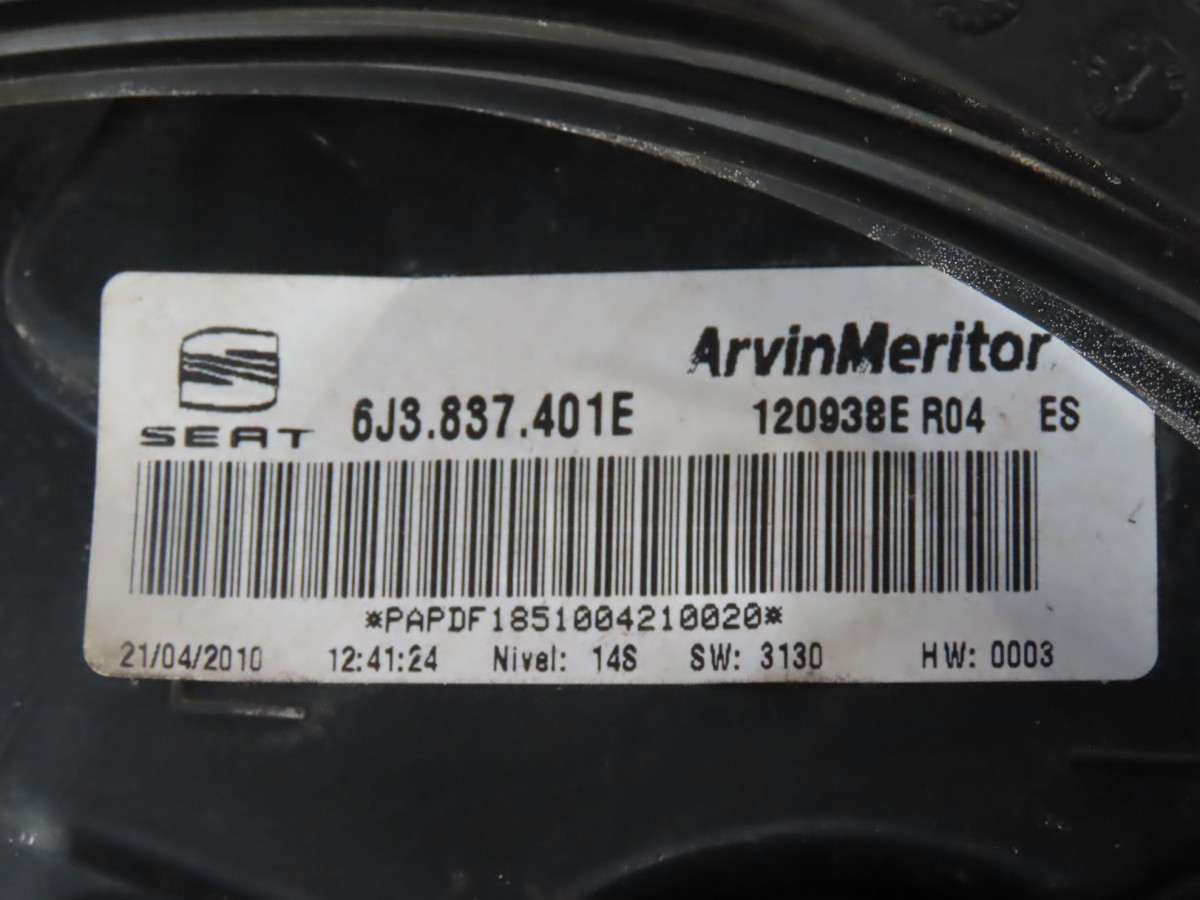 ArvinMeritor
SEAT 6J3.837.401E 120938E R04 ES
*PAPDF1851004210020*
21/04/2010 12:41:24 Nivel: 14S SW: 3130 HW: 0003